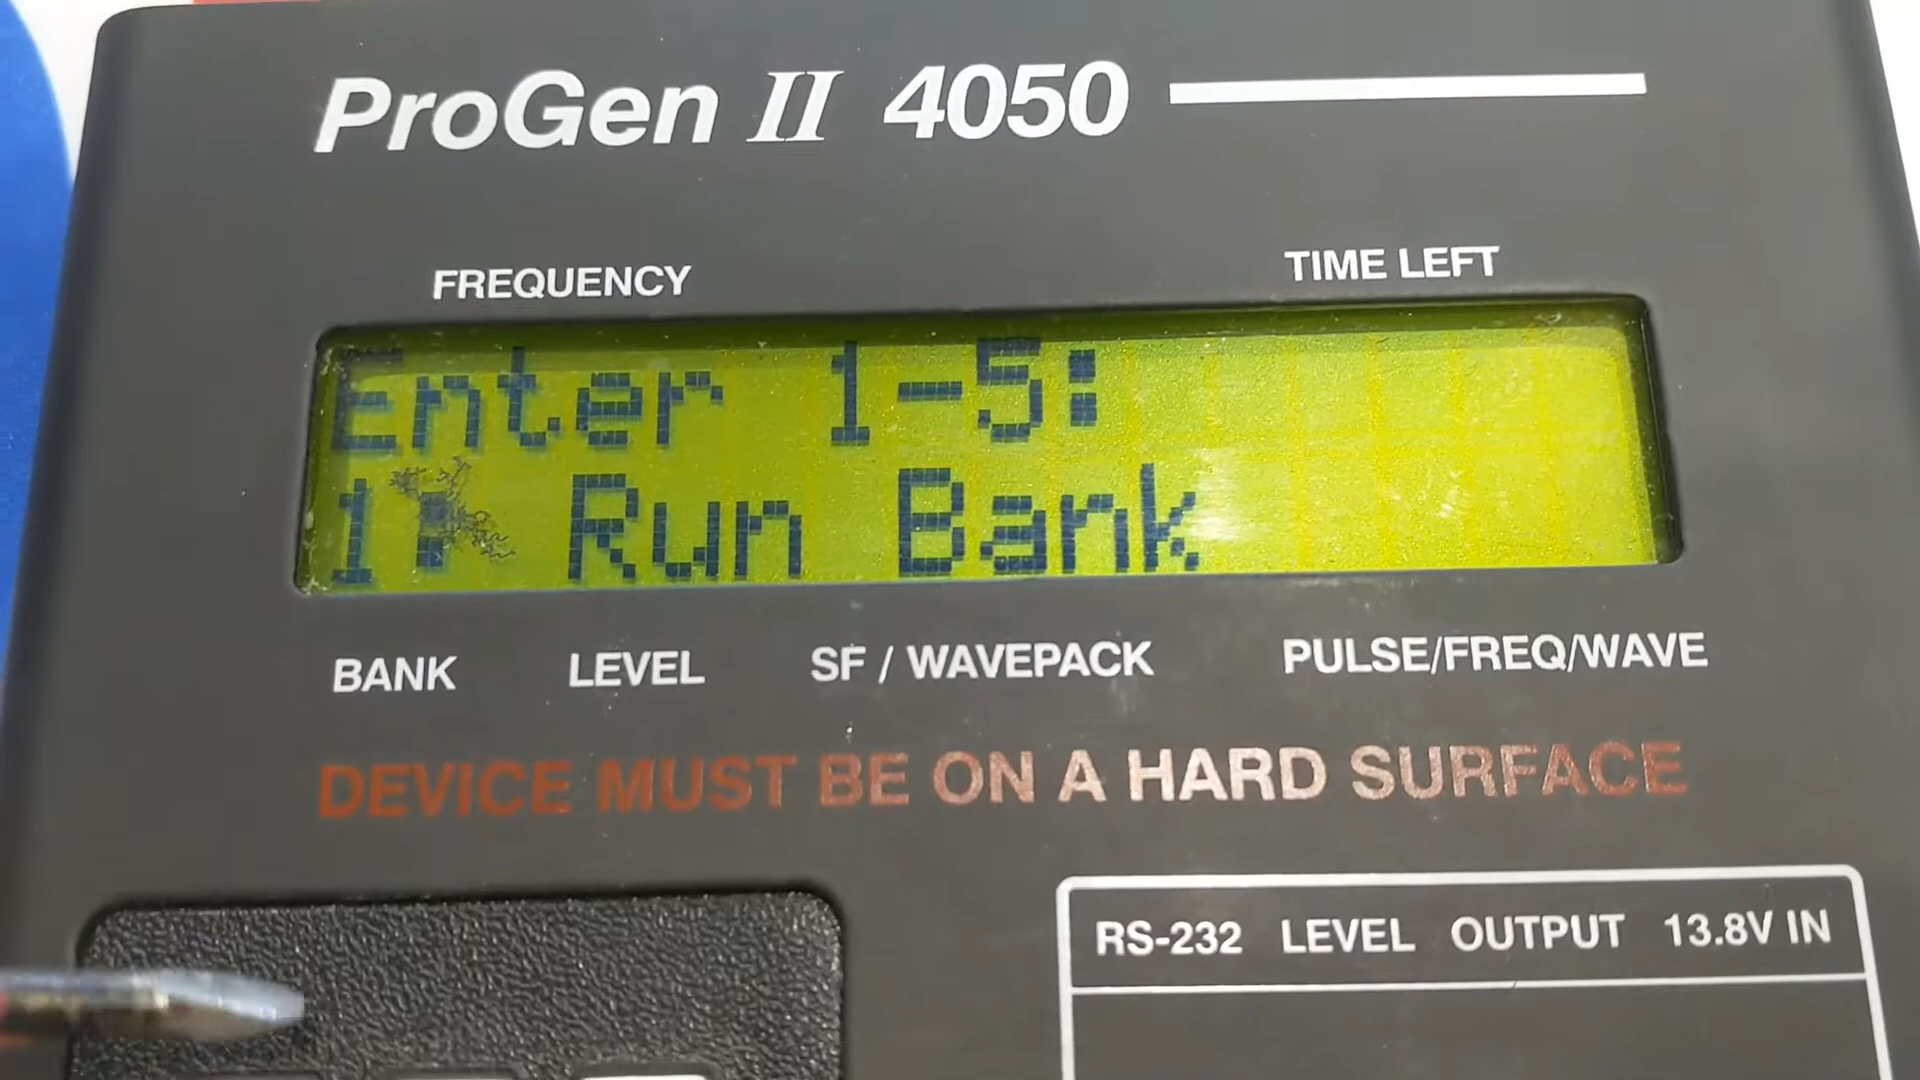 ProGen II 4050
FREQUENCY TIME LEFT
Enter 1-5:
1: Run Bank
BANK LEVEL SF / WAVEPACK PULSE/FREQ/WAVE
DEVICE MUST BE ON A HARD SURFACE
RS-232 LEVEL OUTPUT 13.8V IN